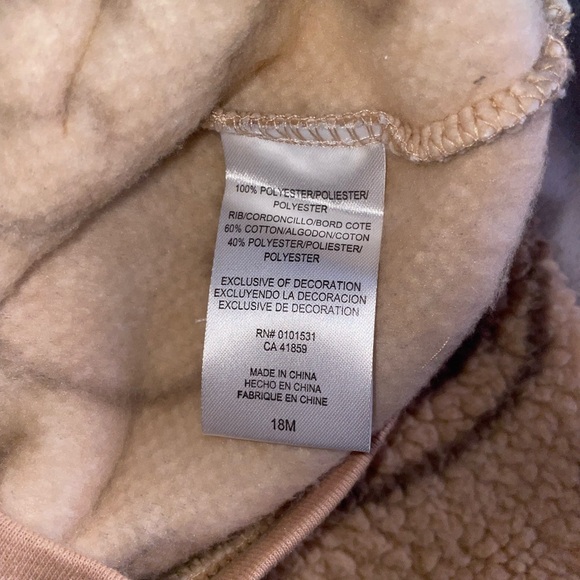 100% POLYESTER/POLIESTER/
POLYESTER
RIB/CORDONCILLO/BORD COTE
60% COTTON/ALGODON/COTON
40% POLYESTER/POLIESTER/
POLYESTER
EXCLUSIVE OF DECORATION
EXCLUYENDO LA DECORACION
EXCLUSIVE DE DECORATION
RN# 0101531
CA 41859
MADE IN CHINA
HECHO EN CHINA
FABRIQUE EN CHINE
18M